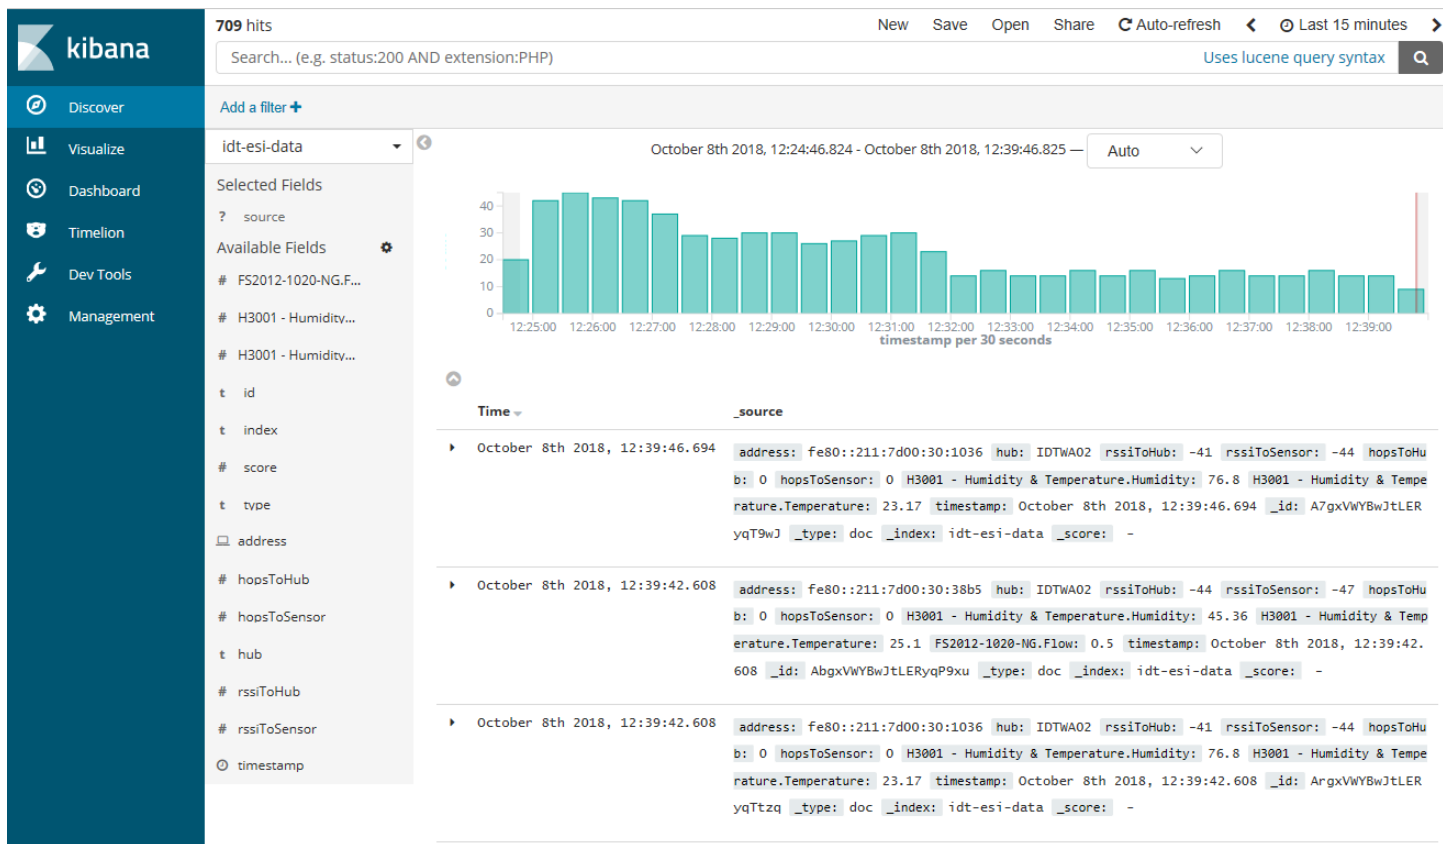 709 hits
New Save Open Share Auto-refresh Last 15 minutes
kibana
Search... (e.g. status:200 AND extension:PHP) Uses lucene query syntax
Discover
Visualize
Dashboard
Timelion
Dev Tools
Management
Add a filter +
idt-esi-data
Selected Fields
? source
Available Fields
# FS2012-1020-NG.F...
# H3001 - Humidity...
# H3001 - Humidity...
t id
t index
# score
t type
address
# hopsToHub
# hopsToSensor
t hub
# rssiToHub
# rssiToSensor
timestamp
October 8th 2018, 12:24:46.824 - October 8th 2018, 12:39:46.825 — Auto
40
30
20
10
0
12:25:00 12:26:00 12:27:00 12:28:00 12:29:00 12:30:00 12:31:00 12:32:00 12:33:00 12:34:00 12:35:00 12:36:00 12:37:00 12:38:00 12:39:00
timestamp per 30 seconds
Time _source
October 8th 2018, 12:39:46.694 address: fe80::211:7d00:30:1036 hub: IDTWA02 rssiToHub: -41 rssiToSensor: -44 hopsToHu
b: 0 hopsToSensor: 0 H3001 - Humidity & Temperature.Humidity: 76.8 H3001 - Humidity & Tempe
rature.Temperature: 23.17 timestamp: October 8th 2018, 12:39:46.694 _id: A7gxVWYBwJtLER
yqT9wJ _type: doc _index: idt-esi-data _score: -
October 8th 2018, 12:39:42.608 address: fe80::211:7d00:30:38b5 hub: IDTWA02 rssiToHub: -44 rssiToSensor: -47 hopsToHu
b: 0 hopsToSensor: 0 H3001 - Humidity & Temperature.Humidity: 45.36 H3001 - Humidity & Temp
erature.Temperature: 25.1 FS2012-1020-NG.Flow: 0.5 timestamp: October 8th 2018, 12:39:42.
608 _id: AbgxVWYBwJtLERyqP9xu _type: doc _index: idt-esi-data _score: -
October 8th 2018, 12:39:42.608 address: fe80::211:7d00:30:1036 hub: IDTWA02 rssiToHub: -41 rssiToSensor: -44 hopsToHu
b: 0 hopsToSensor: 0 H3001 - Humidity & Temperature.Humidity: 76.8 H3001 - Humidity & Tempe
rature.Temperature: 23.17 timestamp: October 8th 2018, 12:39:42.608 _id: ArgxVWYBwJtLER
yqTtzq _type: doc _index: idt-esi-data _score: -